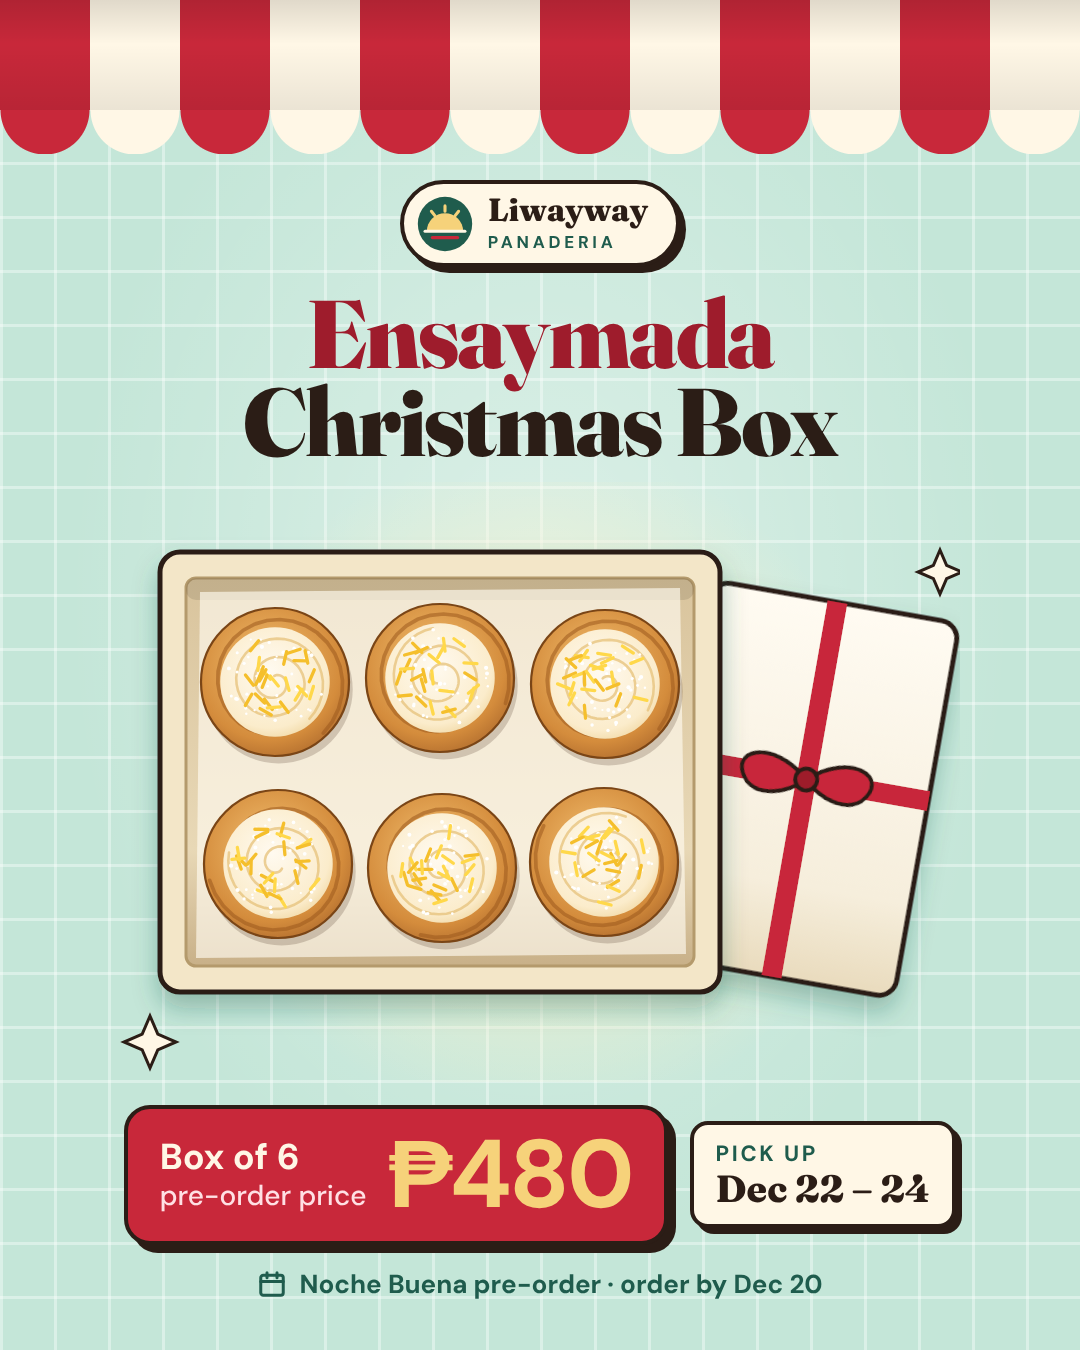 Liwayway
PANADERIA
Ensaymada
Christmas Box
Box of 6
pre-order price
₱480
PICK UP
Dec 22 – 24
Noche Buena pre-order · order by Dec 20